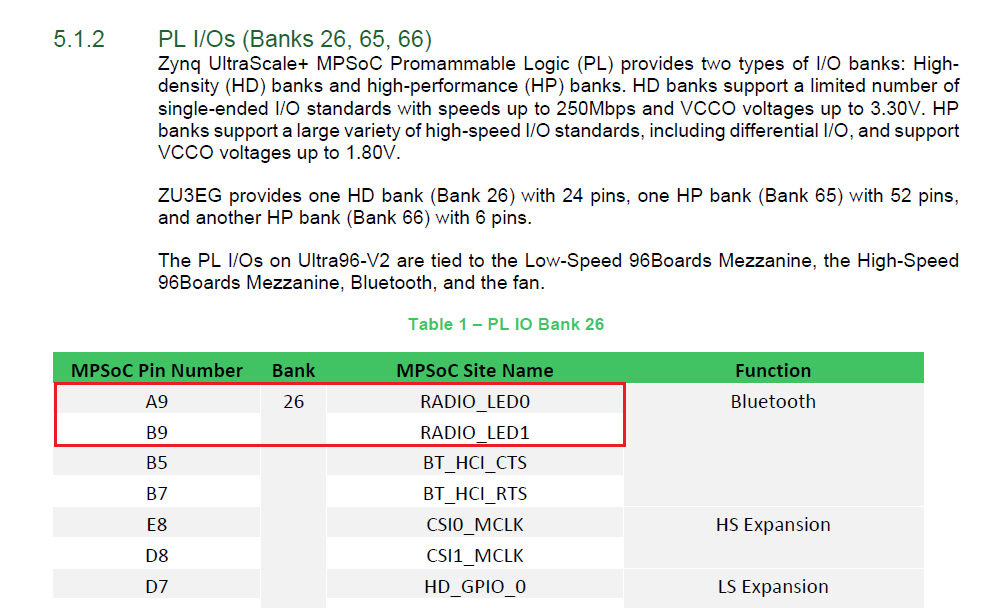 5.1.2 PL I/Os (Banks 26, 65, 66)
Zynq UltraScale+ MPSoC Promammable Logic (PL) provides two types of I/O banks: High-
density (HD) banks and high-performance (HP) banks. HD banks support a limited number of
single-ended I/O standards with speeds up to 250Mbps and VCCO voltages up to 3.30V. HP
banks support a large variety of high-speed I/O standards, including differential I/O, and support
VCCO voltages up to 1.80V.
ZU3EG provides one HD bank (Bank 26) with 24 pins, one HP bank (Bank 65) with 52 pins,
and another HP bank (Bank 66) with 6 pins.
The PL I/Os on Ultra96-V2 are tied to the Low-Speed 96Boards Mezzanine, the High-Speed
96Boards Mezzanine, Bluetooth, and the fan.
Table 1 – PL IO Bank 26
MPSoC Pin Number Bank MPSoC Site Name Function
A9 26 RADIO_LED0 Bluetooth
B9 RADIO_LED1
B5 BT_HCI_CTS
B7 BT_HCI_RTS
E8 CSI0_MCLK HS Expansion
D8 CSI1_MCLK
D7 HD_GPIO_0 LS Expansion